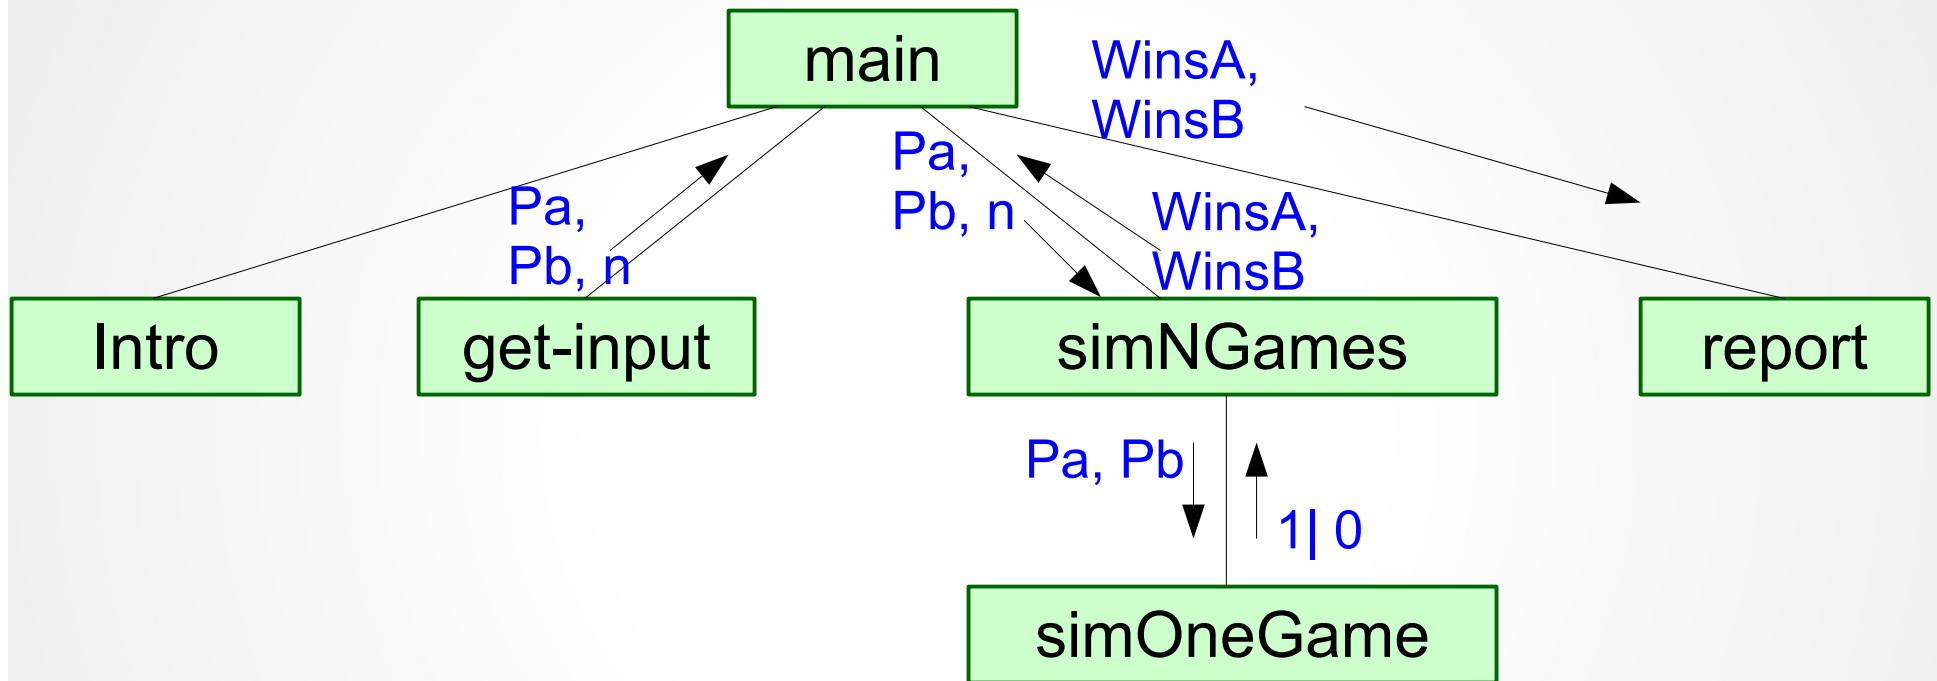 main
WinsA,
WinsB
Pa,
Pb, n
Pa,
Pb, n
WinsA,
WinsB
Intro
get-input
simNGames
report
Pa, Pb
1| 0
simOneGame